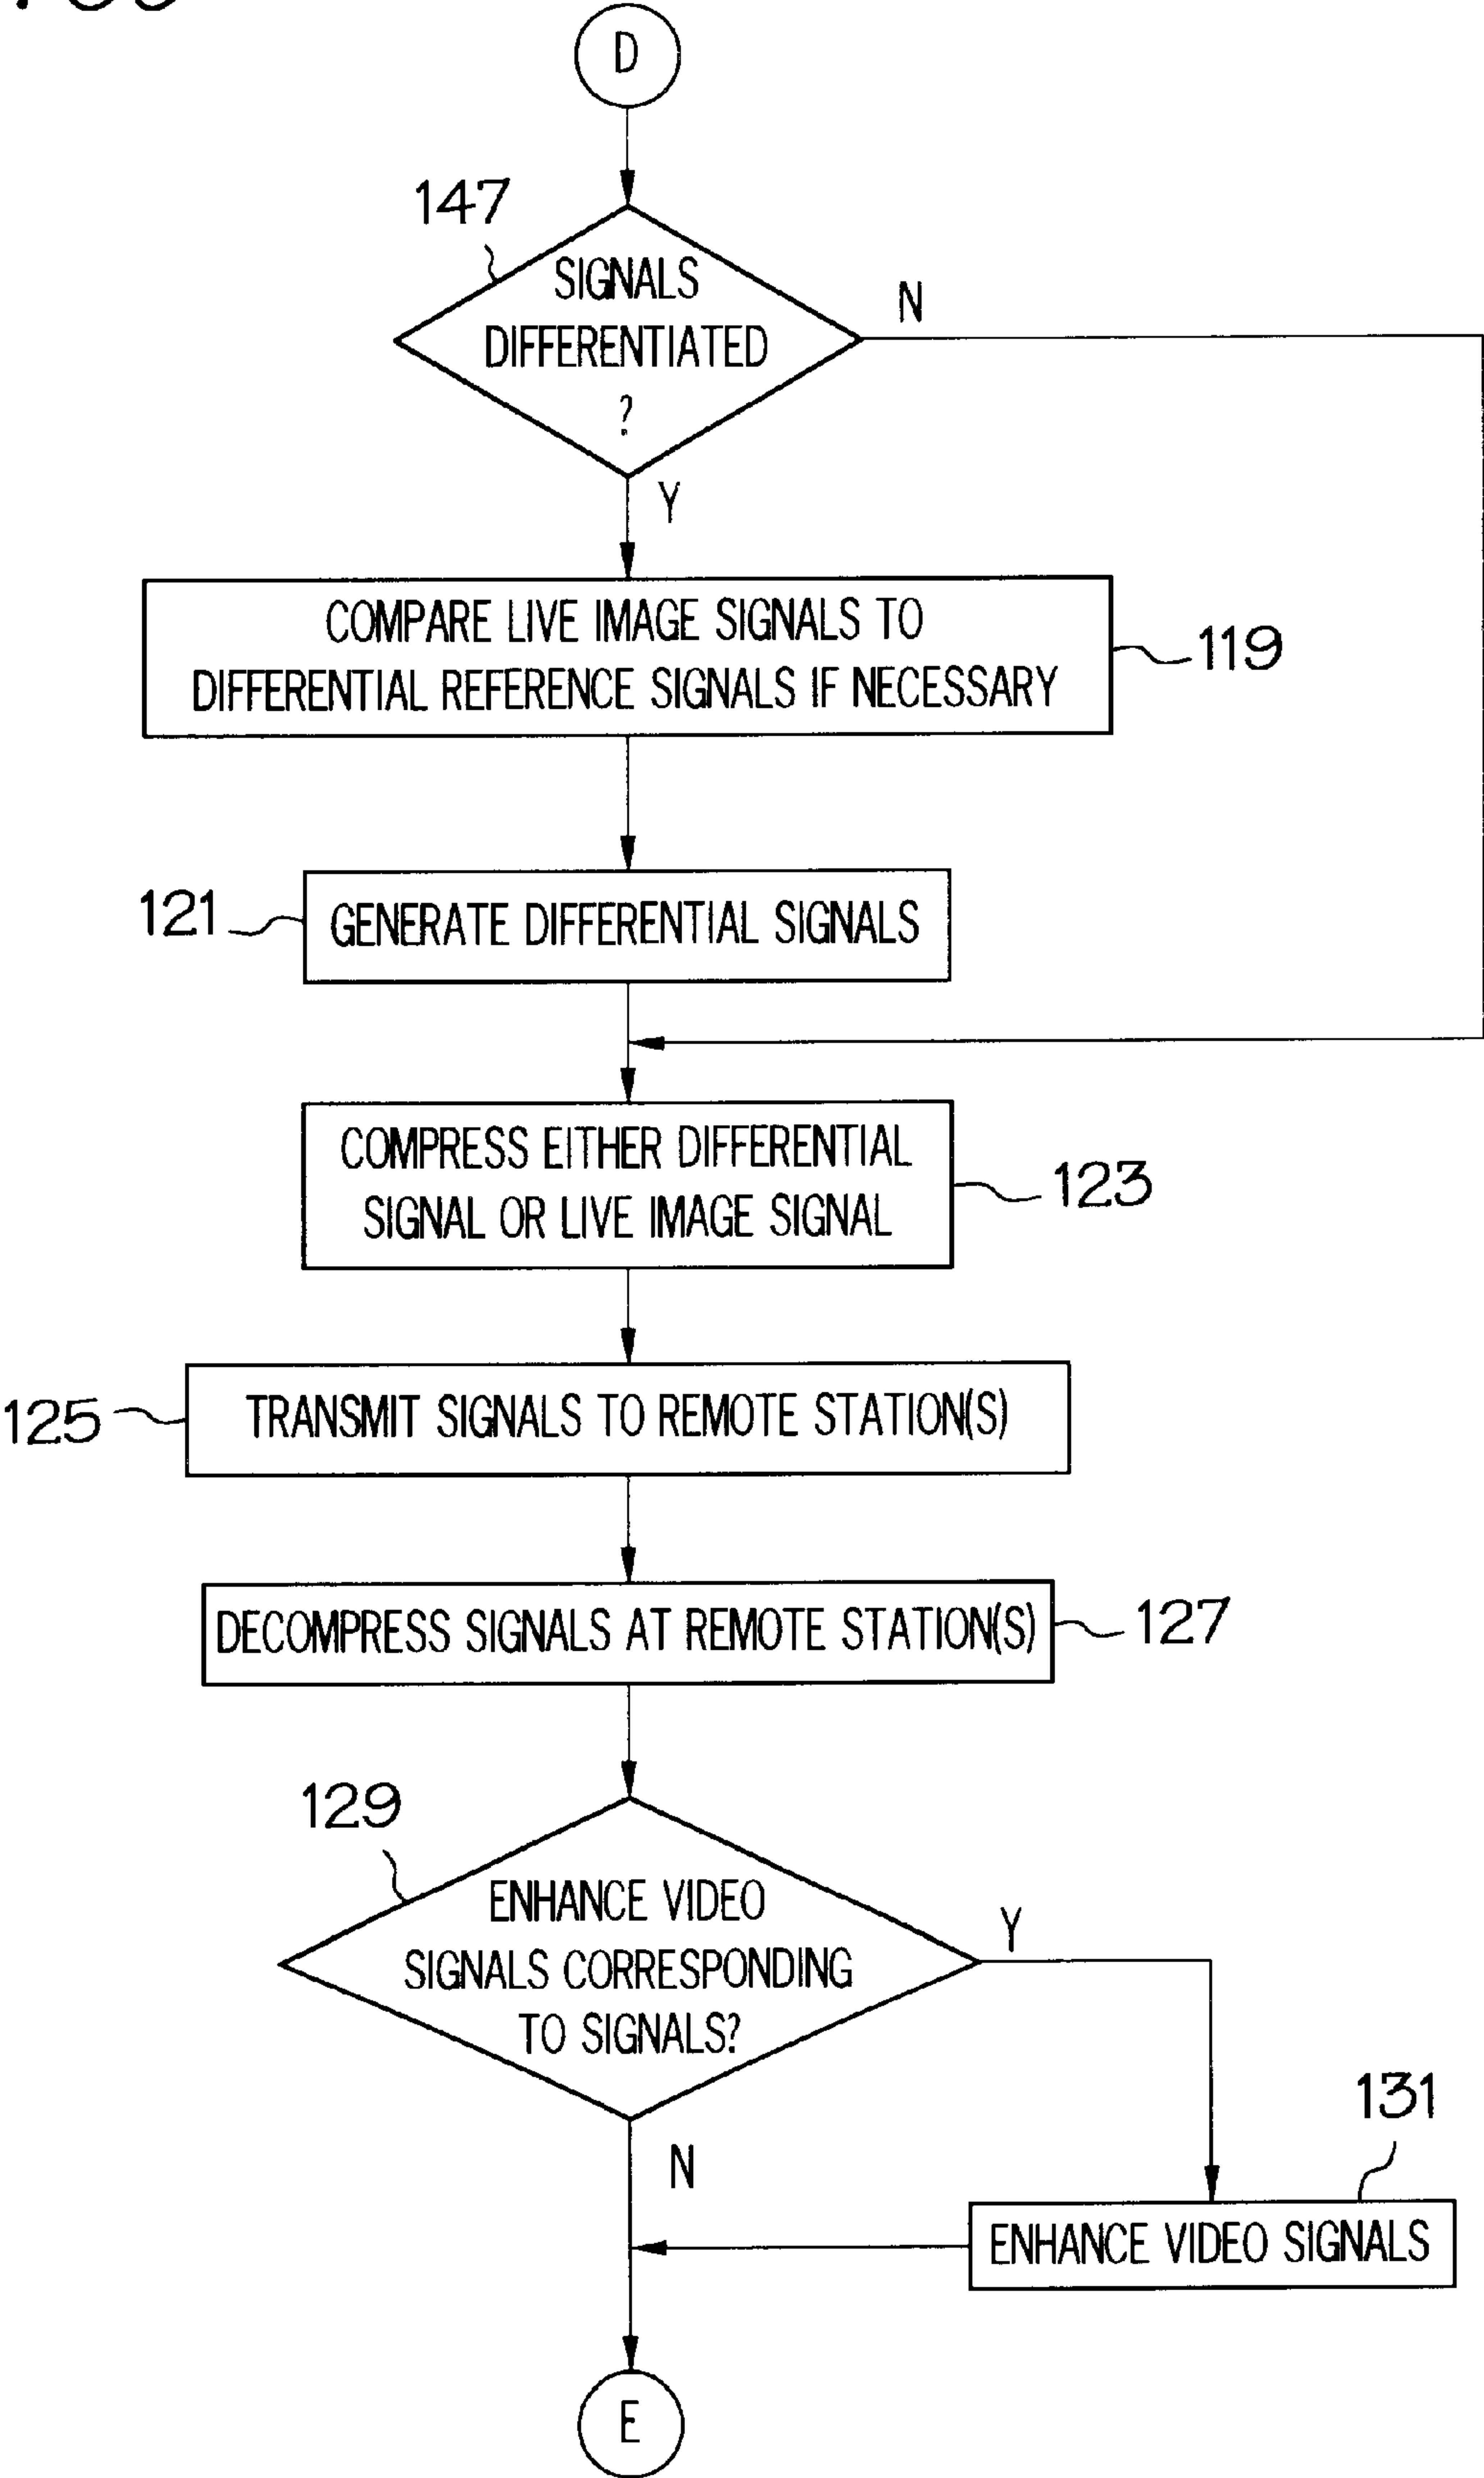 D
147
SIGNALS
DIFFERENTIATED
?
N
Y
COMPARE LIVE IMAGE SIGNALS TO
DIFFERENTIAL REFERENCE SIGNALS IF NECESSARY
119
121
GENERATE DIFFERENTIAL SIGNALS
COMPRESS EITHER DIFFERENTIAL
SIGNAL OR LIVE IMAGE SIGNAL
123
125
TRANSMIT SIGNALS TO REMOTE STATION(S)
DECOMPRESS SIGNALS AT REMOTE STATION(S)
127
129
ENHANCE VIDEO
SIGNALS CORRESPONDING
TO SIGNALS?
Y
N
131
ENHANCE VIDEO SIGNALS
E